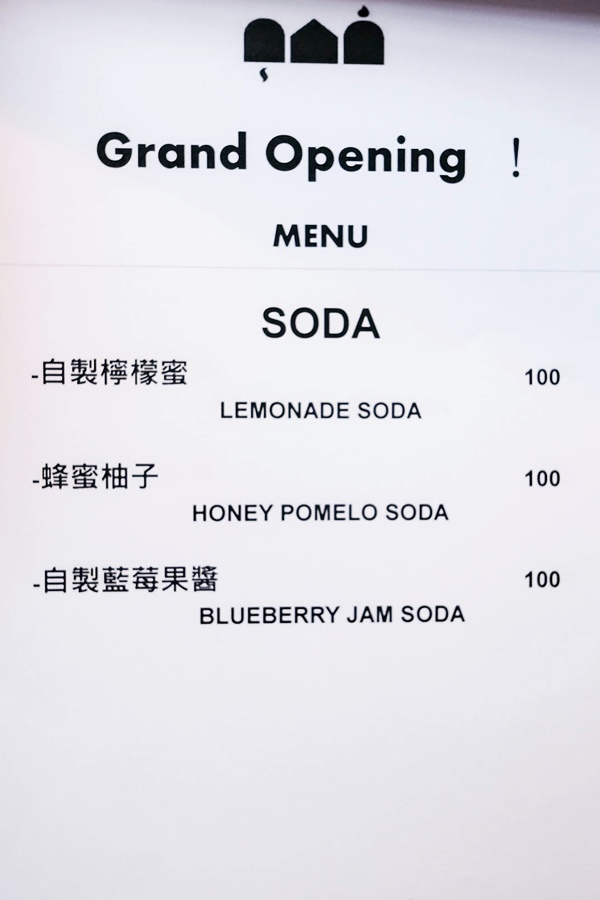 Grand Opening !
MENU
SODA
-自製檸檬蜜 100
LEMONADE SODA
-蜂蜜柚子 100
HONEY POMELO SODA
-自製藍莓果醬 100
BLUEBERRY JAM SODA